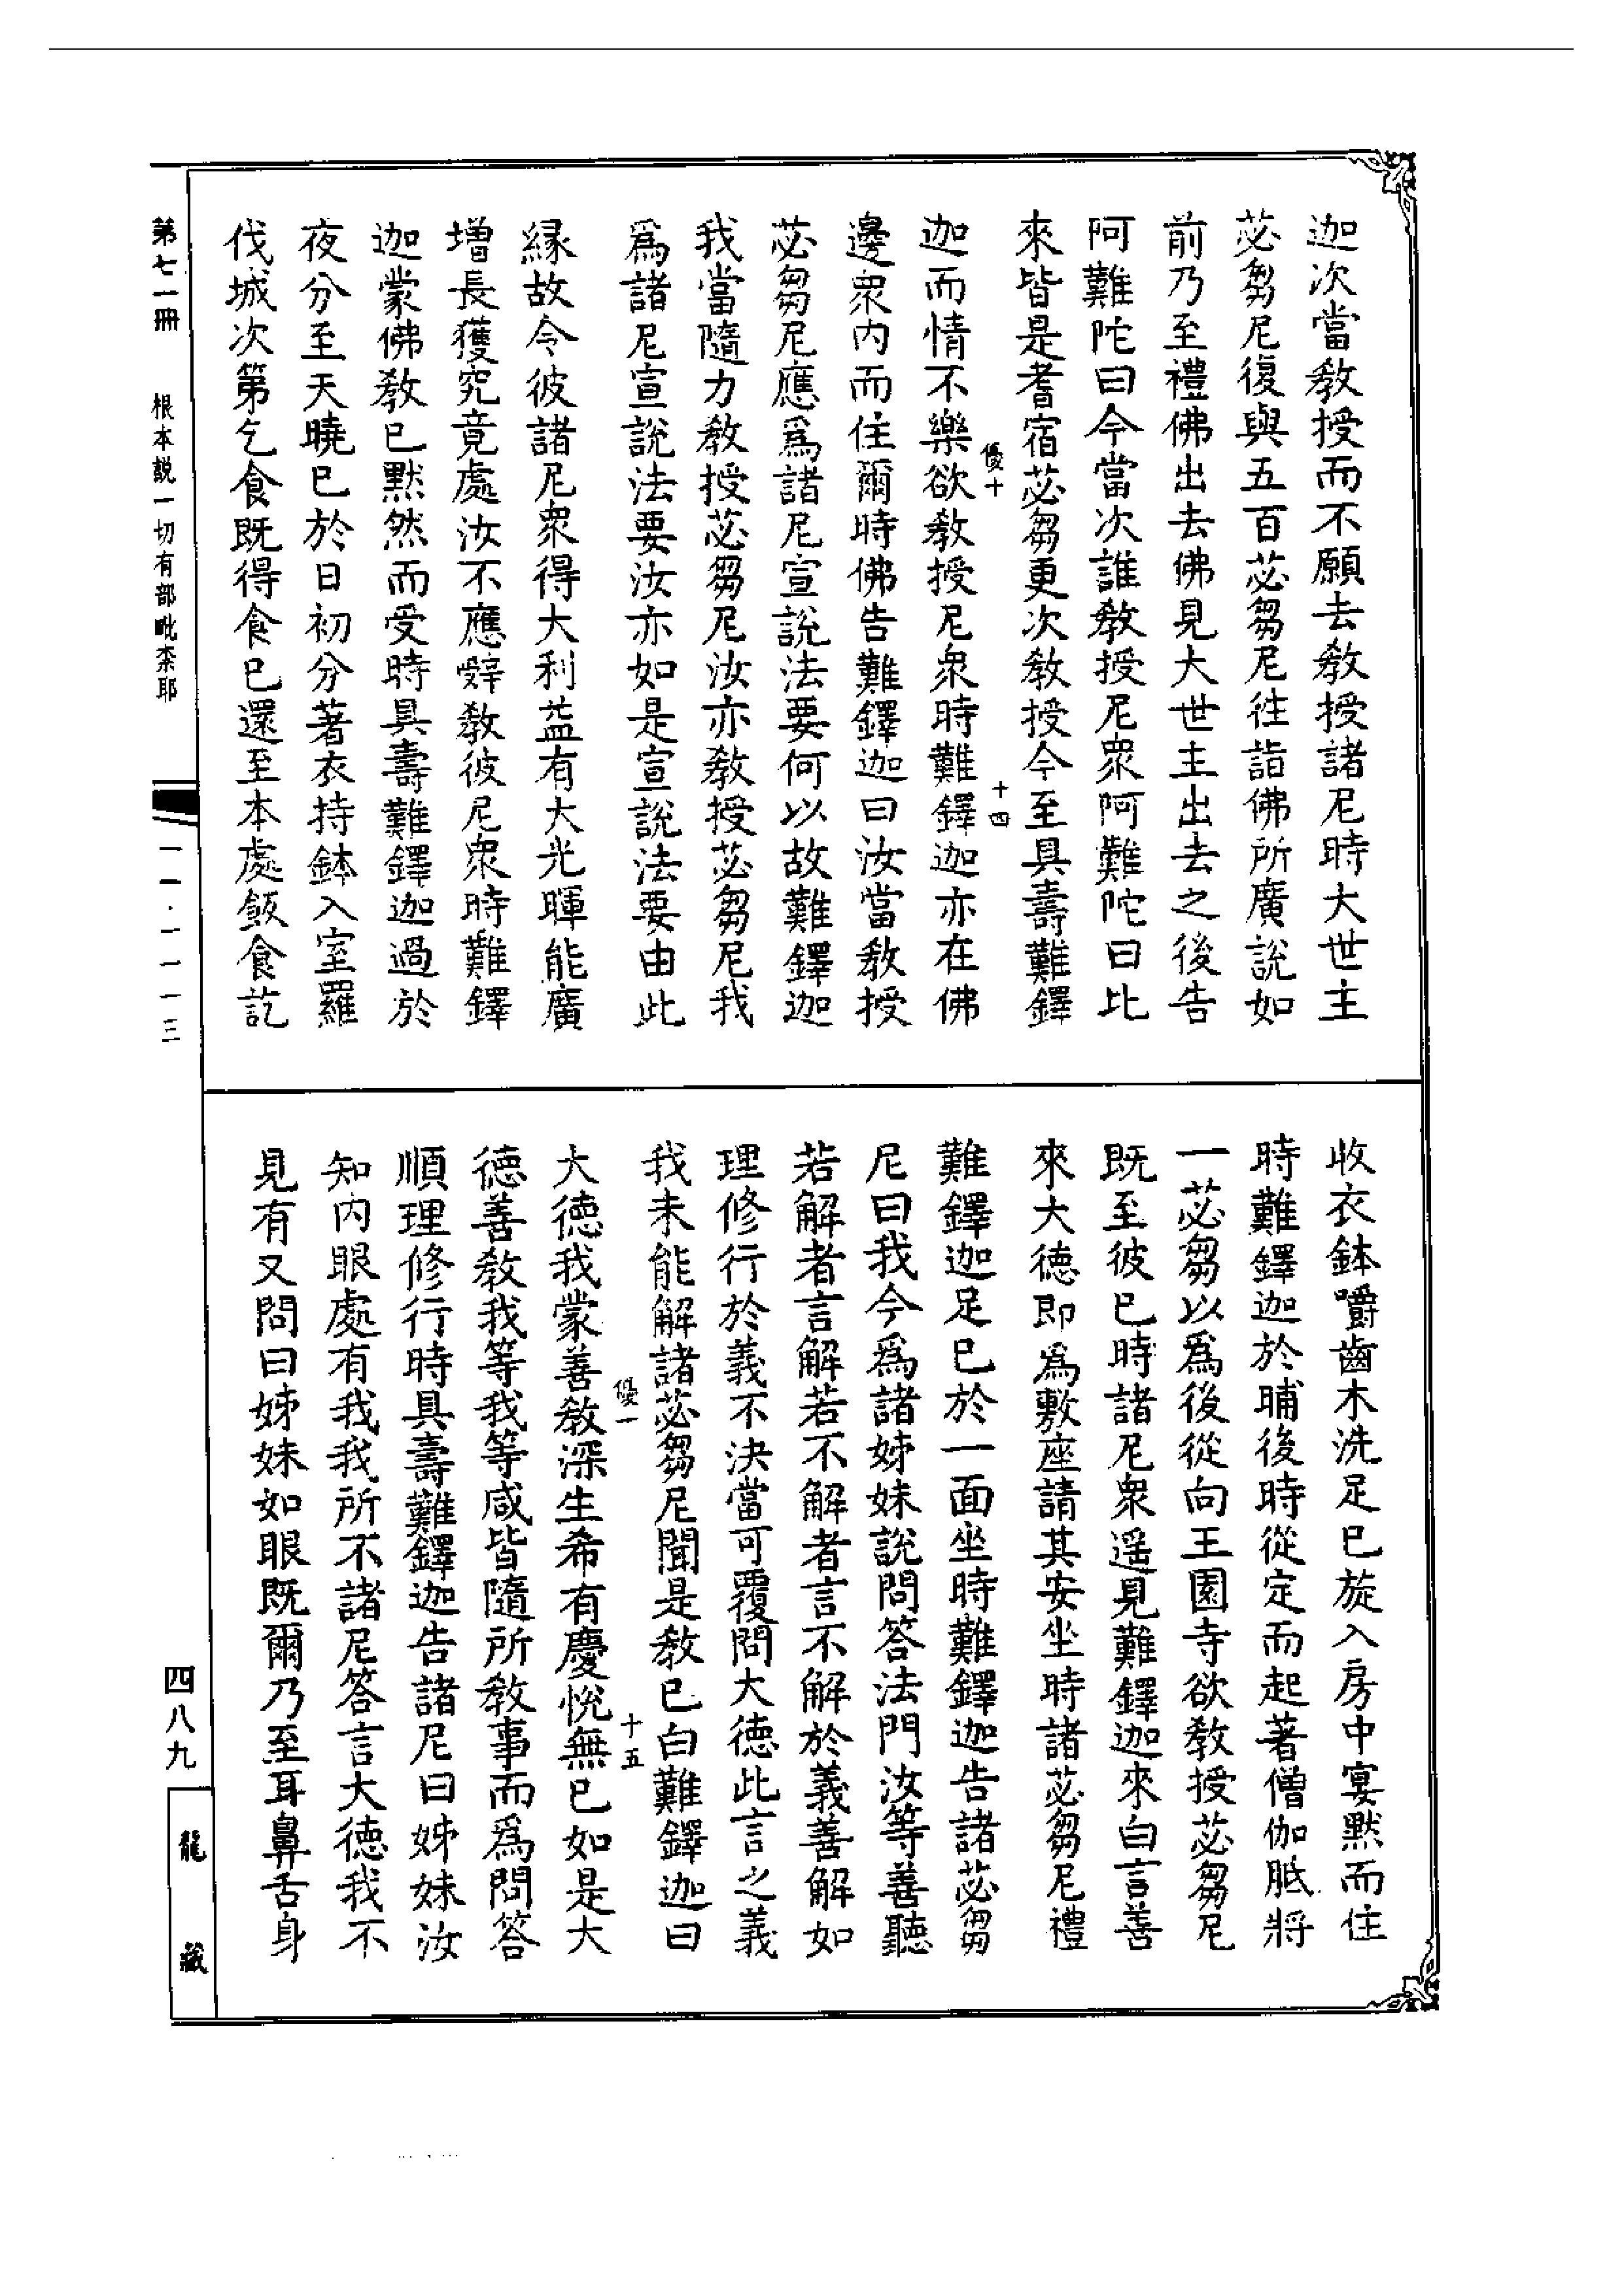 迦次當教授而不願去教授諸尼時大世主
苾芻尼復與五百苾芻尼往詣佛所廣説如
前乃至禮佛出去佛見大世主出去之後告
阿難陀曰今當次誰教授尼衆阿難陀曰比
來皆是耆宿苾芻更次教授今至具壽難鐸
優十
十四
迦而情不樂欲教授尼衆時難鐸迦亦在佛
邊衆内而住爾時佛告難鐸迦曰汝當教授
苾芻尼應爲諸尼宣説法要何以故難鐸迦
我當隨力教授苾芻尼汝亦教授苾芻尼我
爲諸尼宣説法要汝亦如是宣説法要由此
緣故令彼諸尼衆得大利益有大光暉能廣
增長獲究竟處汝不應辭教彼尼衆時難鐸
迦蒙佛教已默然而受時具壽難鐸迦過於
夜分至天曉已於日初分著衣持鉢入室羅
伐城次第乞食既得食已還至本處飯食訖
收衣鉢嚼齒木洗足已旋入房中宴默而住
時難鐸迦於晡後時從定而起著僧伽胝將
一苾芻以爲後從向王園寺欲教授苾芻尼
既至彼已時諸尼衆遥見難鐸迦來白言善
來大德即爲敷座請其安坐時諸苾芻尼禮
難鐸迦足已於一面坐時難鐸迦告諸苾芻
尼曰我今爲諸姊妹説問答法門汝等善聽
若解者言解若不解者言不解於義善解如
理修行於義不決當可覆問大德此言之義
我未能解諸苾芻尼聞是教已白難鐸迦曰
優一
十五
大德我蒙善教深生希有慶悅無已如是大
德善教我等我等咸皆隨所教事而爲問答
順理修行時具壽難鐸迦告諸尼曰姊妹汝
知内眼處有我我所不諸尼答言大德我不
見有又問曰姊妹如眼既爾乃至耳鼻舌身
第七一冊 根本説一切有部毗柰耶
一一·一一一三
四八九
龍藏